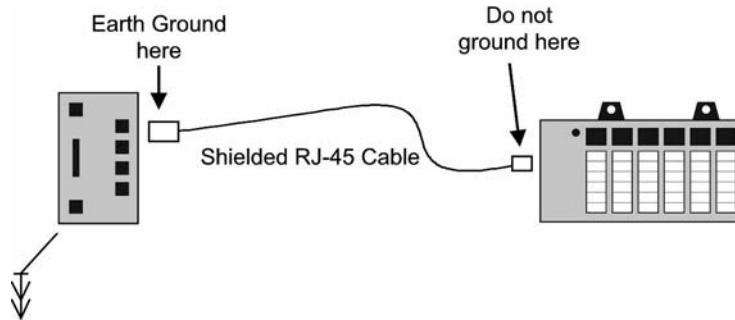 Earth Ground
here
Do not
ground here
Shielded RJ-45 Cable